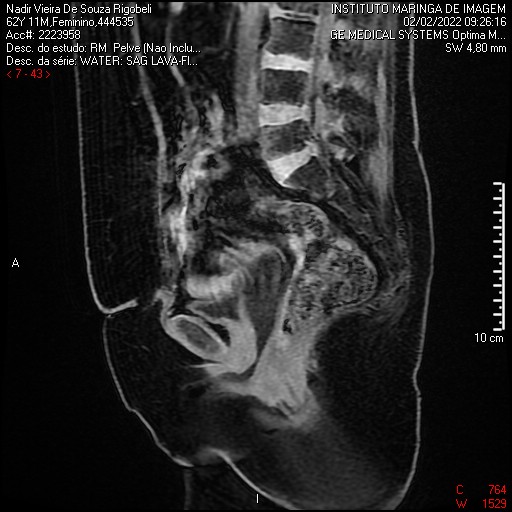 Nadir Vieira De Souza Rigobeli
62Y 11M,Feminino,444535
Acc#: 2223958
Desc. do estudo: RM Pelve (Nao Inclu...
Desc. da série: WATER: SAG LAVA-Fl...
< 7 - 43 >
INSTITUTO MARINGA DE IMAGEM
02/02/2022 09:26:16
GE MEDICAL SYSTEMS Optima M...
SW 4,80 mm
A
10 cm
I
C 764
W 1529